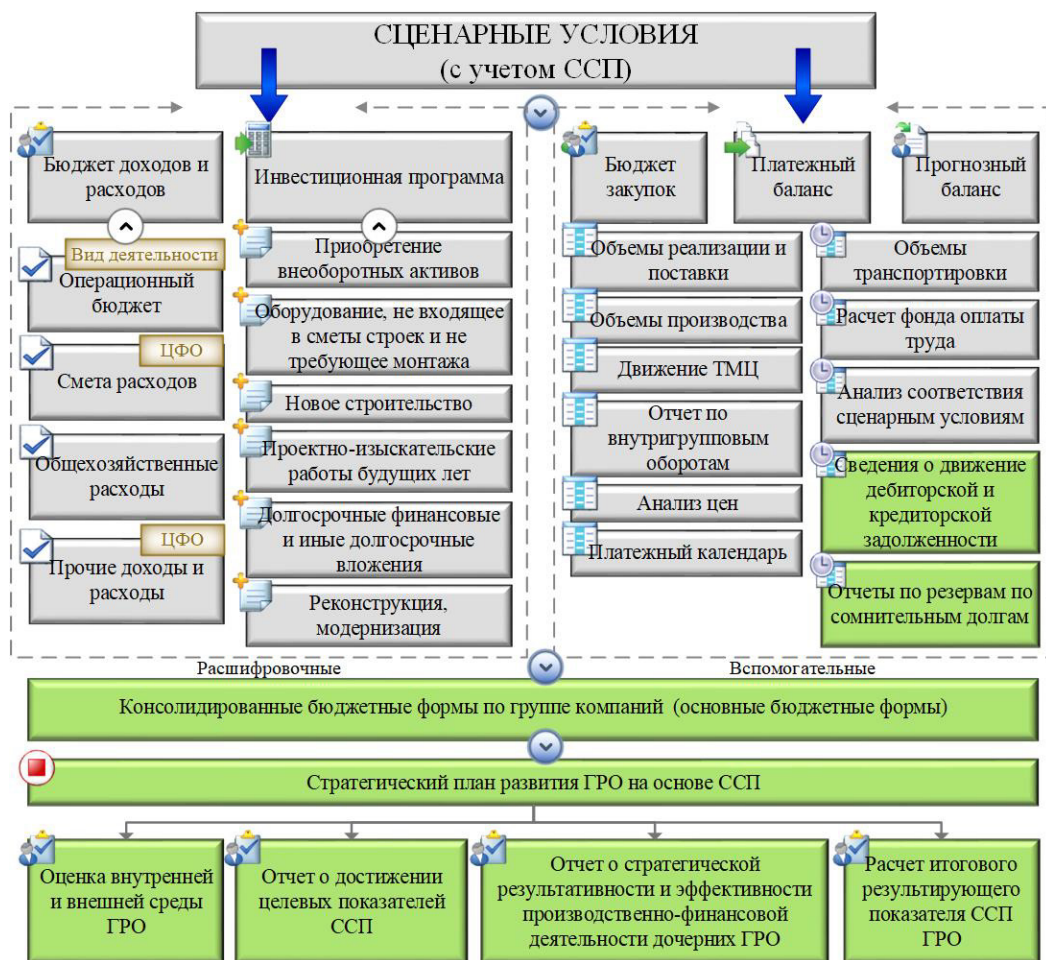 СЦЕНАРНЫЕ УСЛОВИЯ
(с учетом ССП)
Бюджет доходов и
расходов
Инвестиционная программа
Бюджет
закупок
Платежный
баланс
Прогнозный
баланс
Вид деятельности
Операционный
бюджет
ЦФО
Смета расходов
Общехозяйственные
расходы
ЦФО
Прочие доходы и
расходы
Приобретение
внеоборотных активов
Оборудование, не входящее
в сметы строек и не
требующее монтажа
Новое строительство
Проектно-изыскательские
работы будущих лет
Долгосрочные финансовые
и иные долгосрочные
вложения
Реконструкция,
модернизация
Объемы реализации и
поставки
Объемы производства
Движение ТМЦ
Отчет по
внутригрупповым
оборотам
Анализ цен
Платежный календарь
Объемы
транспортировки
Расчет фонда оплаты
труда
Анализ соответствия
сценарным условиям
Сведения о движение
дебиторской и
кредиторской
задолженности
Отчеты по резервам по
сомнительным долгам
Расшифровочные
Вспомогательные
Консолидированные бюджетные формы по группе компаний (основные бюджетные формы)
Стратегический план развития ГРО на основе ССП
Оценка внутренней
и внешней среды
ГРО
Отчет о достижении
целевых показателей
ССП
Отчет о стратегической
результативности и эффективности
производственно-финансовой
деятельности дочерних ГРО
Расчет итогового
результирующего
показателя ССП
ГРО